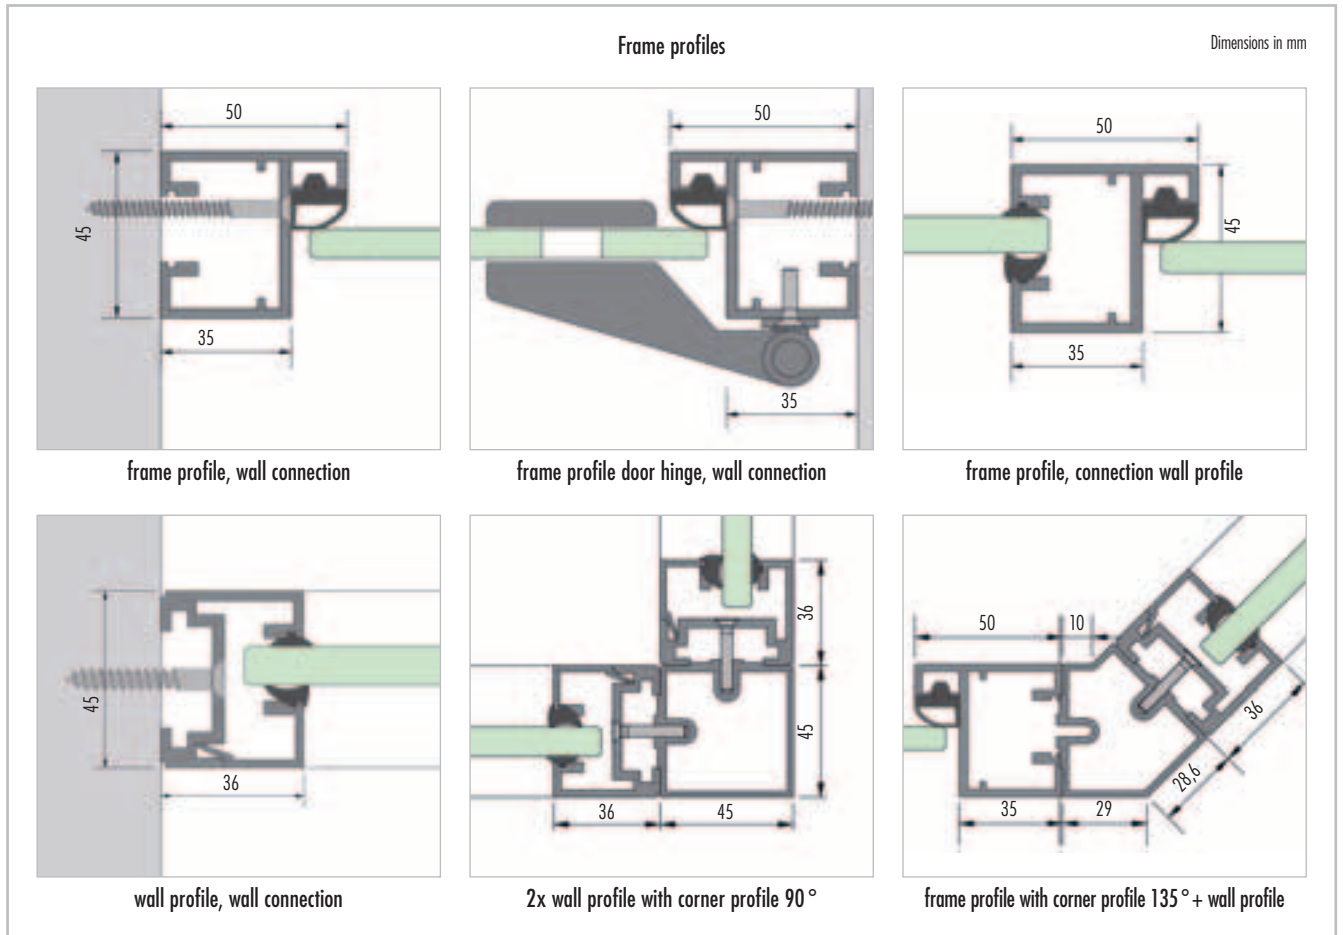 Frame profiles
Dimensions in mm
50
45
35
frame profile, wall connection
50
35
frame profile door hinge, wall connection
50
45
35
frame profile, connection wall profile
45
36
wall profile, wall connection
36
45
36
45
2x wall profile with corner profile 90°
50
10
36
28,6
35
29
frame profile with corner profile 135°+ wall profile